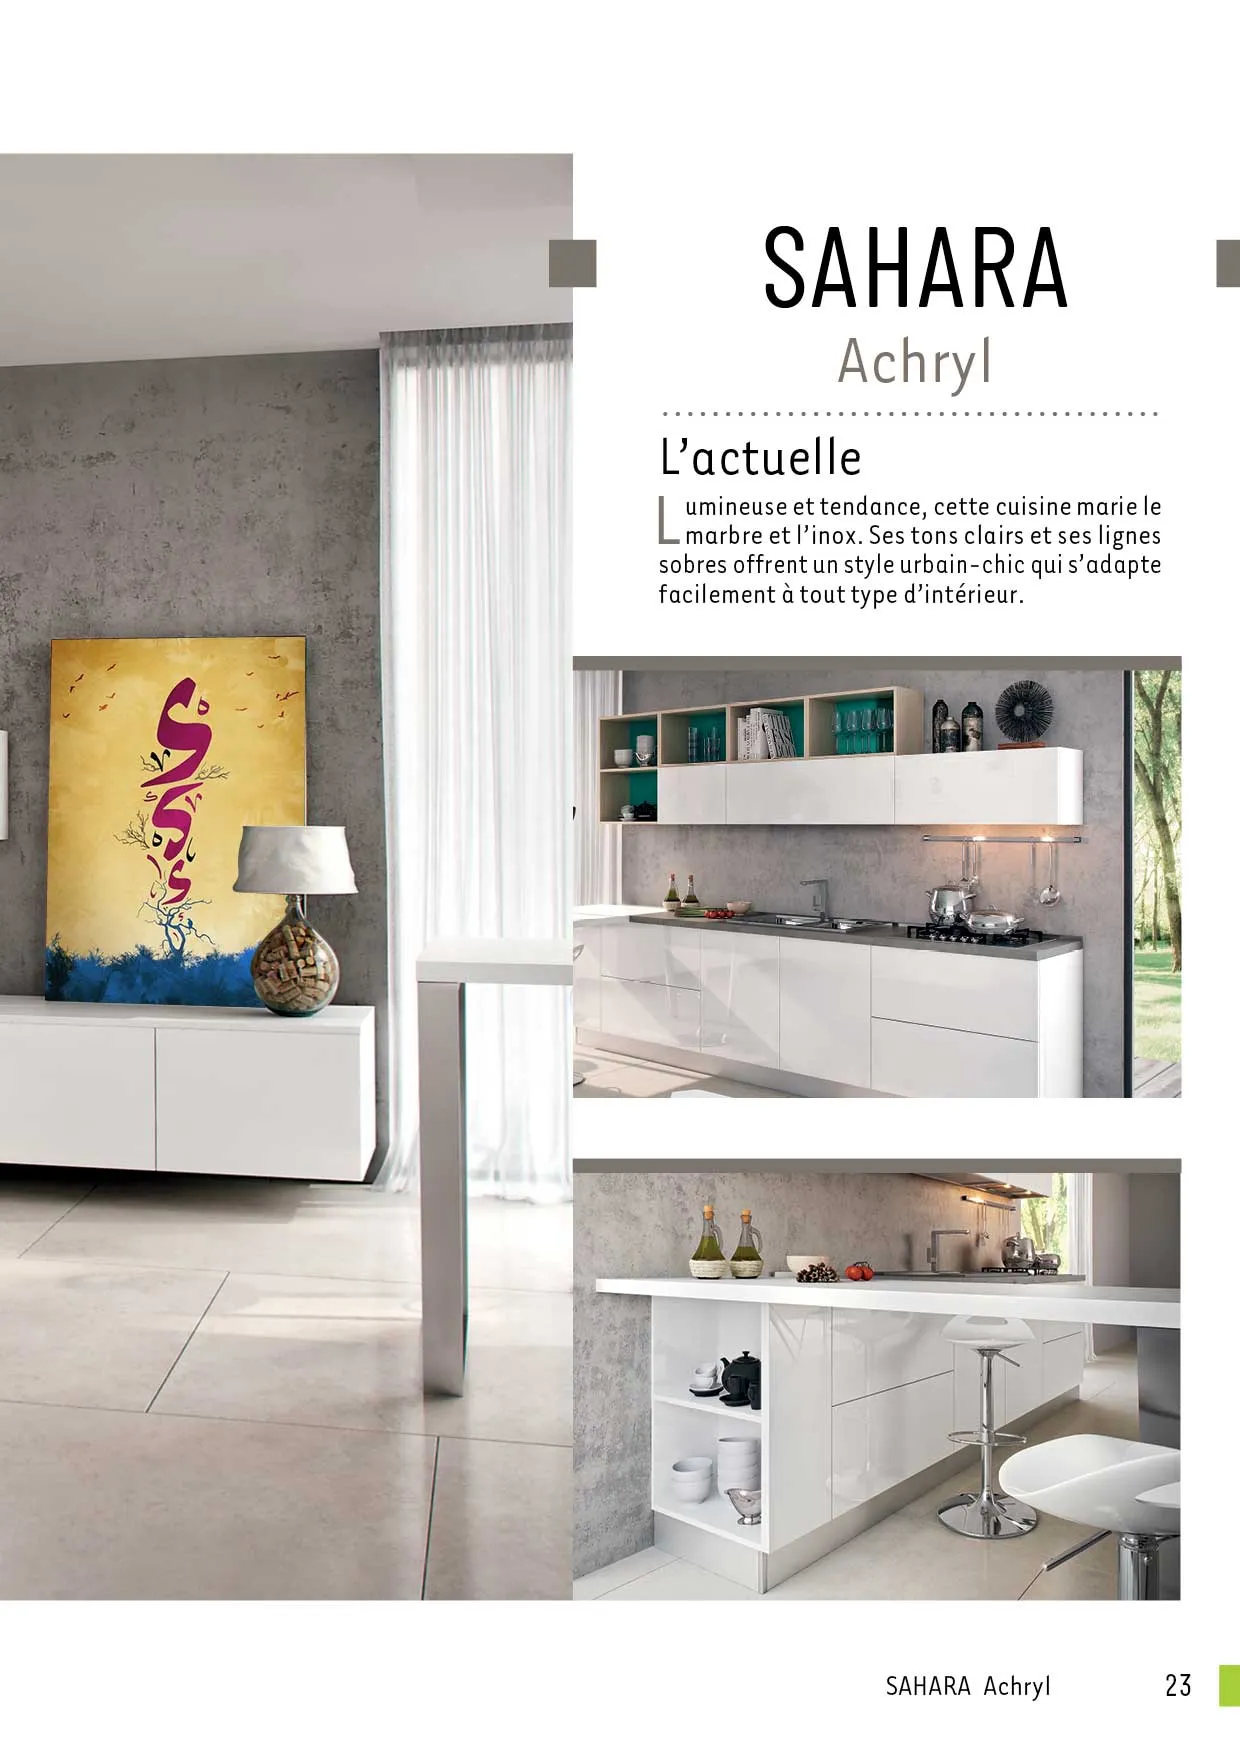 SAHARA
Achryl
L'actuelle
Lumineuse et tendance, cette cuisine marie le
marbre et l'inox. Ses tons clairs et ses lignes
sobres offrent un style urbain-chic qui s'adapte
facilement à tout type d'intérieur.
SAHARA Achryl 23